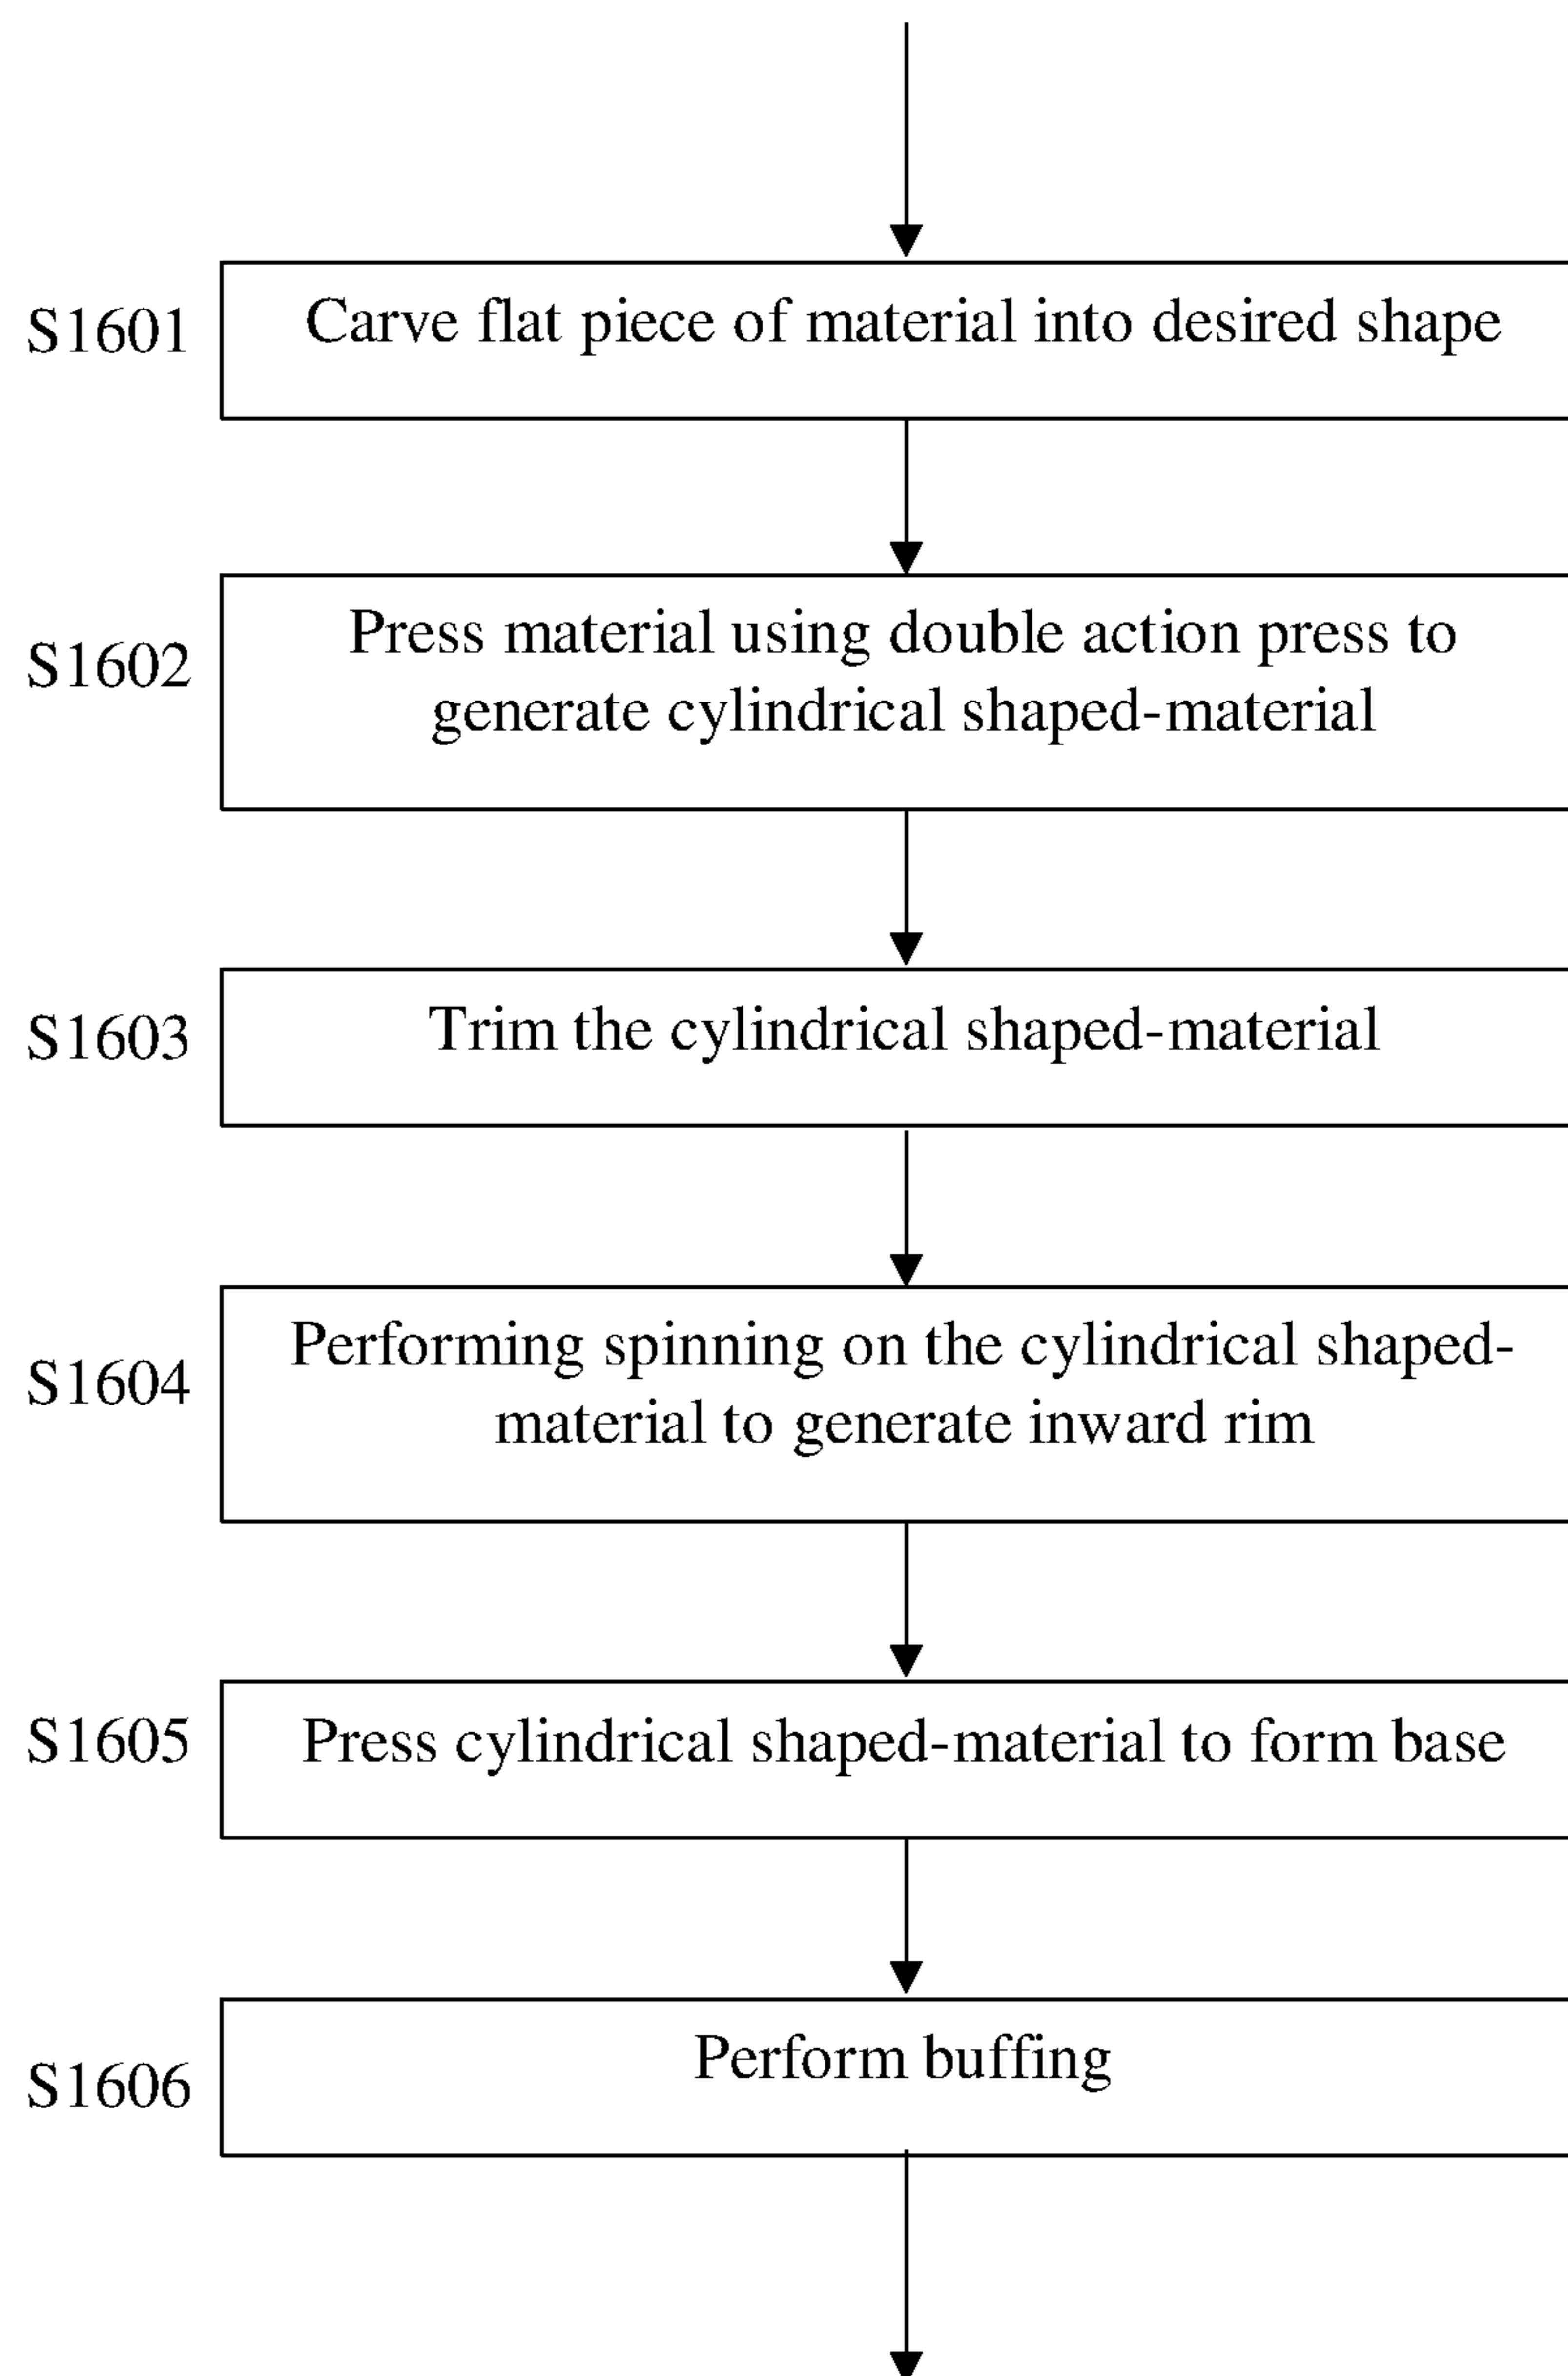 S1601
Carve flat piece of material into desired shape
S1602
Press material using double action press to
generate cylindrical shaped-material
S1603
Trim the cylindrical shaped-material
S1604
Performing spinning on the cylindrical shaped-
material to generate inward rim
S1605
Press cylindrical shaped-material to form base
S1606
Perform buffing